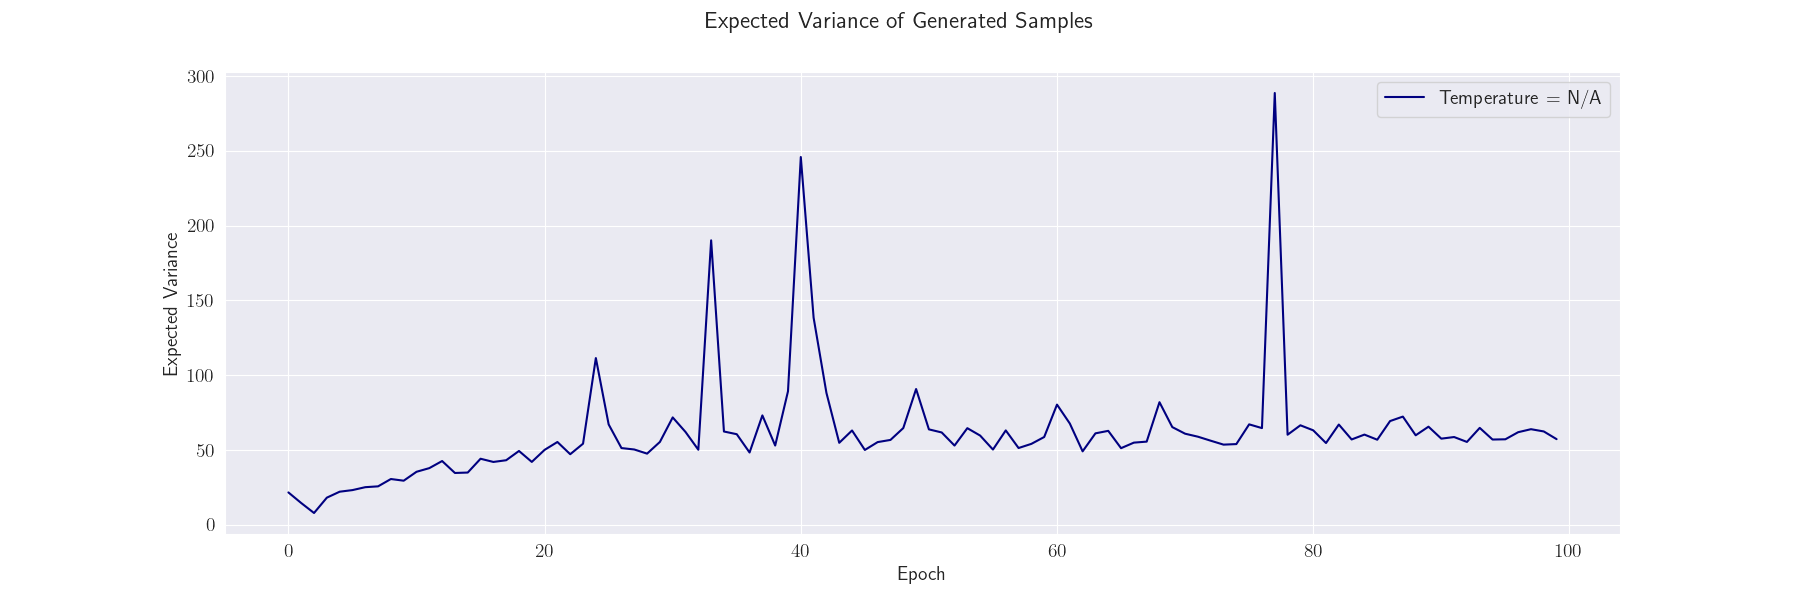 Expected Variance of Generated Samples
300
250
200
150
100
50
0
Expected Variance
Temperature = N/A
0 20 40 60 80 100
Epoch